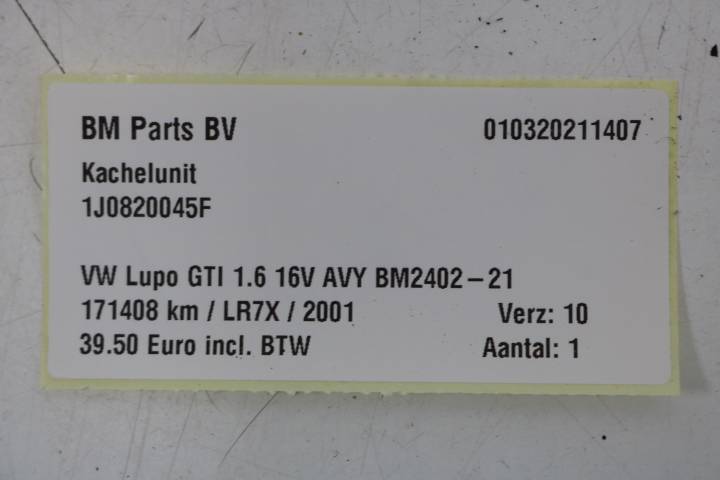 BM Parts BV 010320211407
Kachelunit
1J0820045F
VW Lupo GTI 1.6 16V AVY BM2402-21
171408 km / LR7X / 2001 Verz: 10
39.50 Euro incl. BTW Aantal: 1